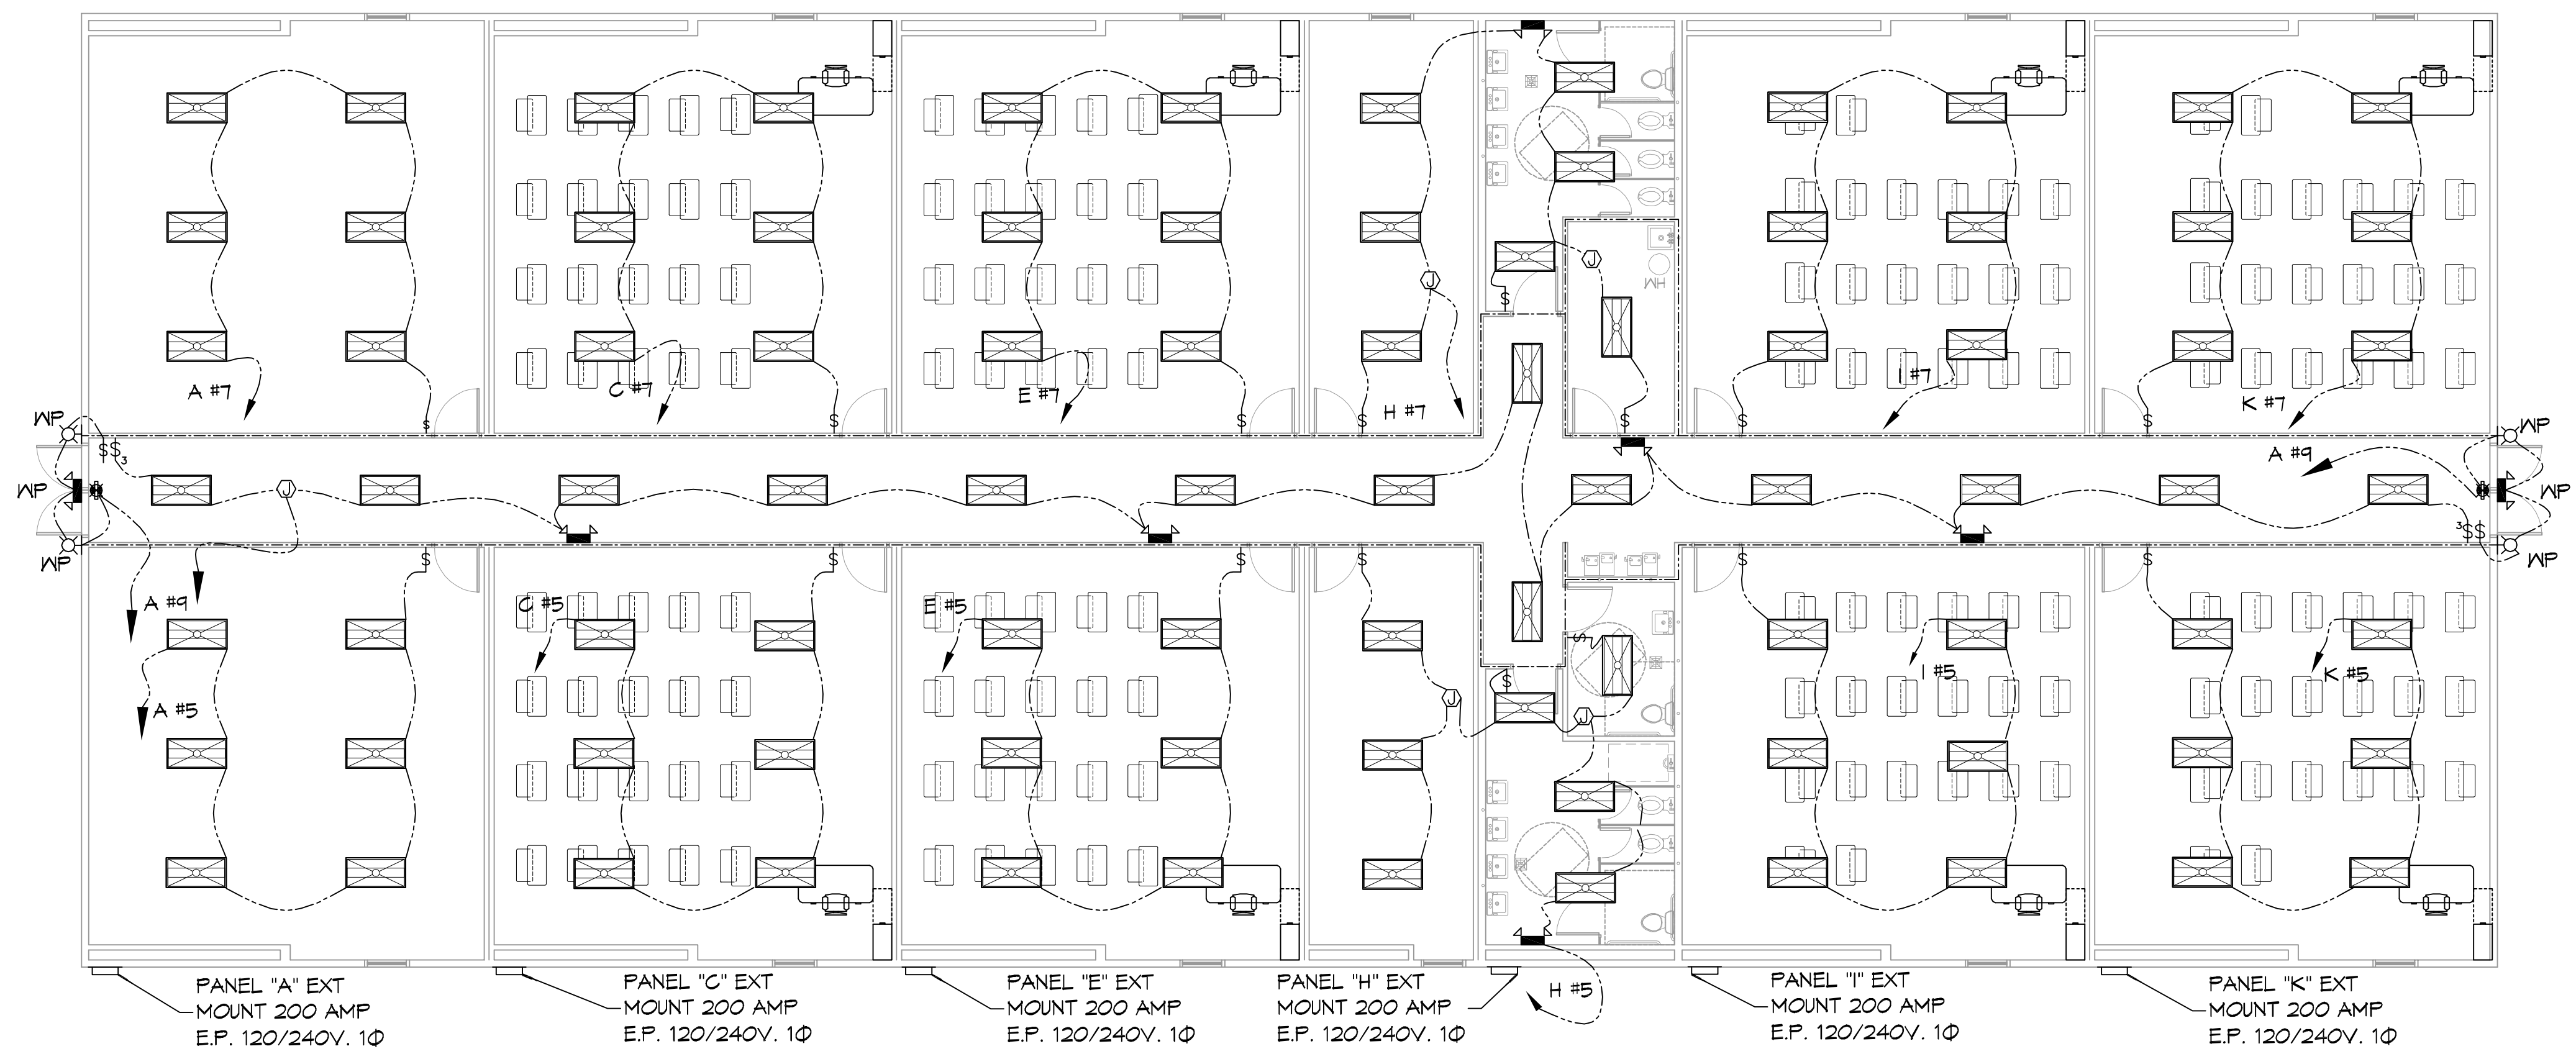 J
HM
S
A #7
C #7
E #7
H #7
I #7
K #7
S
S
S
S
S
S
S
WP
WP
$$3
A #9
WP
J
WP
3$$
WP
WP
S
S
S
S
S
S
A #9
C #5
E #5
S
I #5
K #5
A #5
S
J
J
J
H #5
PANEL "A" EXT
MOUNT 200 AMP
E.P. 120/240V. 1Φ
PANEL "C" EXT
MOUNT 200 AMP
E.P. 120/240V. 1Φ
PANEL "E" EXT
MOUNT 200 AMP
E.P. 120/240V. 1Φ
PANEL "H" EXT
MOUNT 200 AMP
E.P. 120/240V. 1Φ
PANEL "I" EXT
MOUNT 200 AMP
E.P. 120/240V. 1Φ
PANEL "K" EXT
MOUNT 200 AMP
E.P. 120/240V. 1Φ